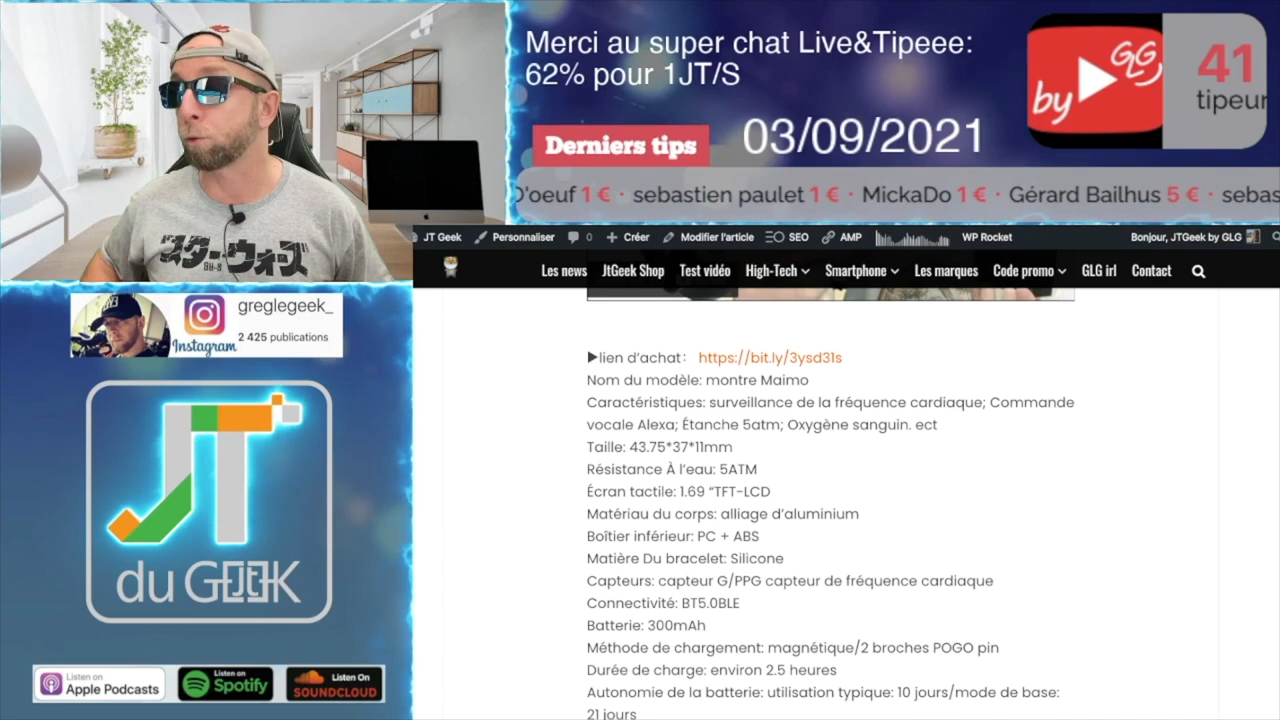 Merci au super chat Live&Tipeee:
62% pour 1JT/S
by GLG
41
tipeur
Derniers tips
03/09/2021
D'oeuf 1 € · sebastien paulet 1 € · MickaDo 1 € · Gérard Bailhus 5 € · sebas
スター・ウォーズ
JT Geek Personnaliser 0 Créer Modifier l'article SEO AMP WP Rocket Bonjour, JTGeek by GLG
Les news JtGeek Shop Test vidéo High-Tech Smartphone Les marques Code promo GLG irl Contact
greglegeek_
Instagram 2 425 publications
▶lien d'achat: https://bit.ly/3ysd31s
Nom du modèle: montre Maimo
Caractéristiques: surveillance de la fréquence cardiaque; Commande
vocale Alexa; Étanche 5atm; Oxygène sanguin. ect
Taille: 43.75*37*11mm
Résistance À l'eau: 5ATM
Écran tactile: 1.69 “TFT-LCD
Matériau du corps: alliage d'aluminium
Boîtier inférieur: PC + ABS
Matière Du bracelet: Silicone
Capteurs: capteur G/PPG capteur de fréquence cardiaque
Connectivité: BT5.0BLE
Batterie: 300mAh
Méthode de chargement: magnétique/2 broches POGO pin
Durée de charge: environ 2.5 heures
Autonomie de la batterie: utilisation typique: 10 jours/mode de base:
21 jours
JT
du GEEK
Listen on Apple Podcasts
Listen on Spotify
Listen On SOUNDCLOUD